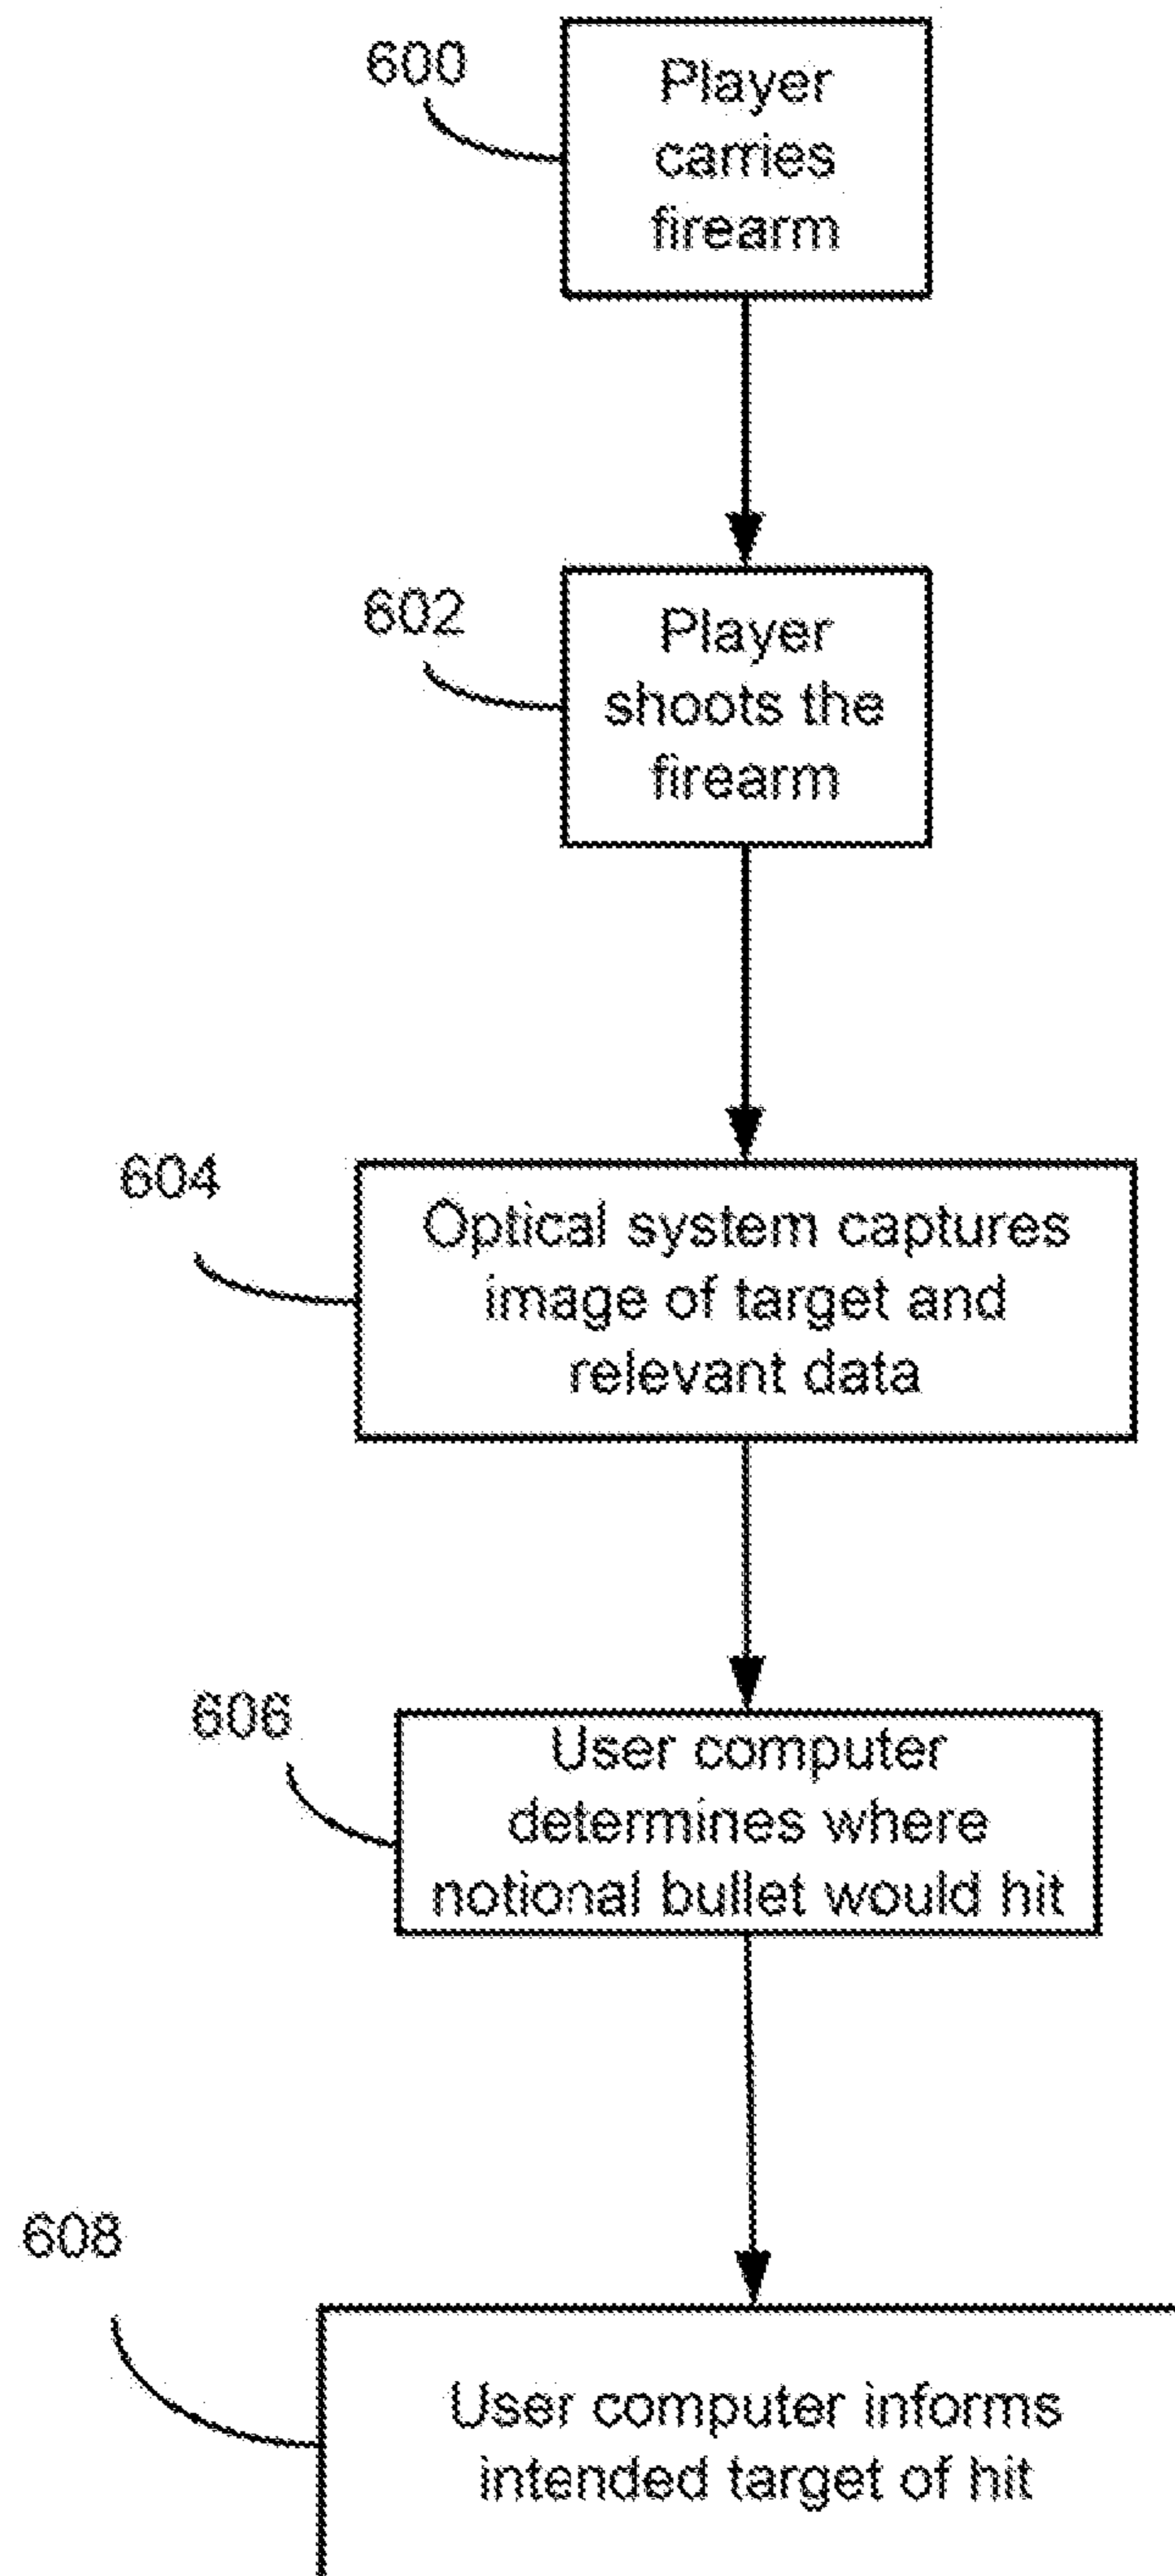 600
Player
carries
firearm
602
Player
shoots the
firearm
604
Optical system captures
image of target and
relevant data
606
User computer
determines where
notional bullet would hit
608
User computer informs
intended target of hit